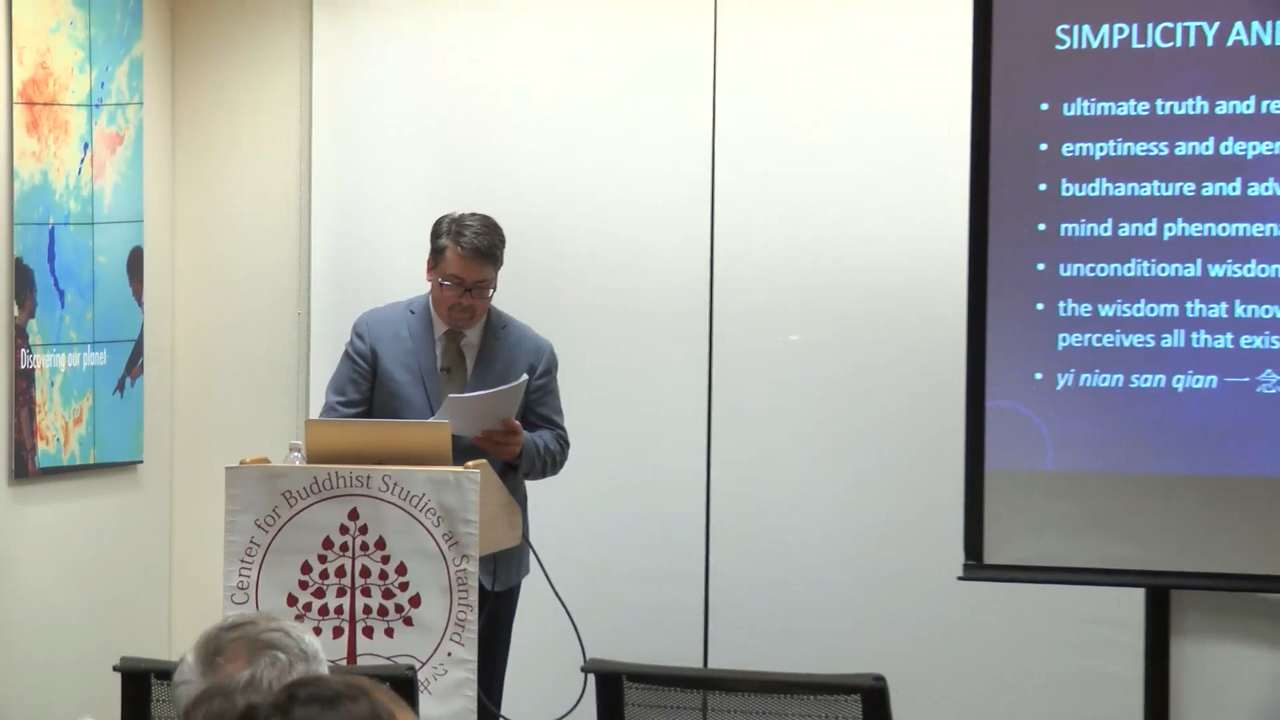 Discovering our planet
Center for Buddhist Studies at Stanford
SIMPLICITY AN
• ultimate truth and re
• emptiness and depe
• budhanature and ad
• mind and phenomen
• unconditional wisdom
• the wisdom that know
perceives all that exis
• yi nian san qian 一念